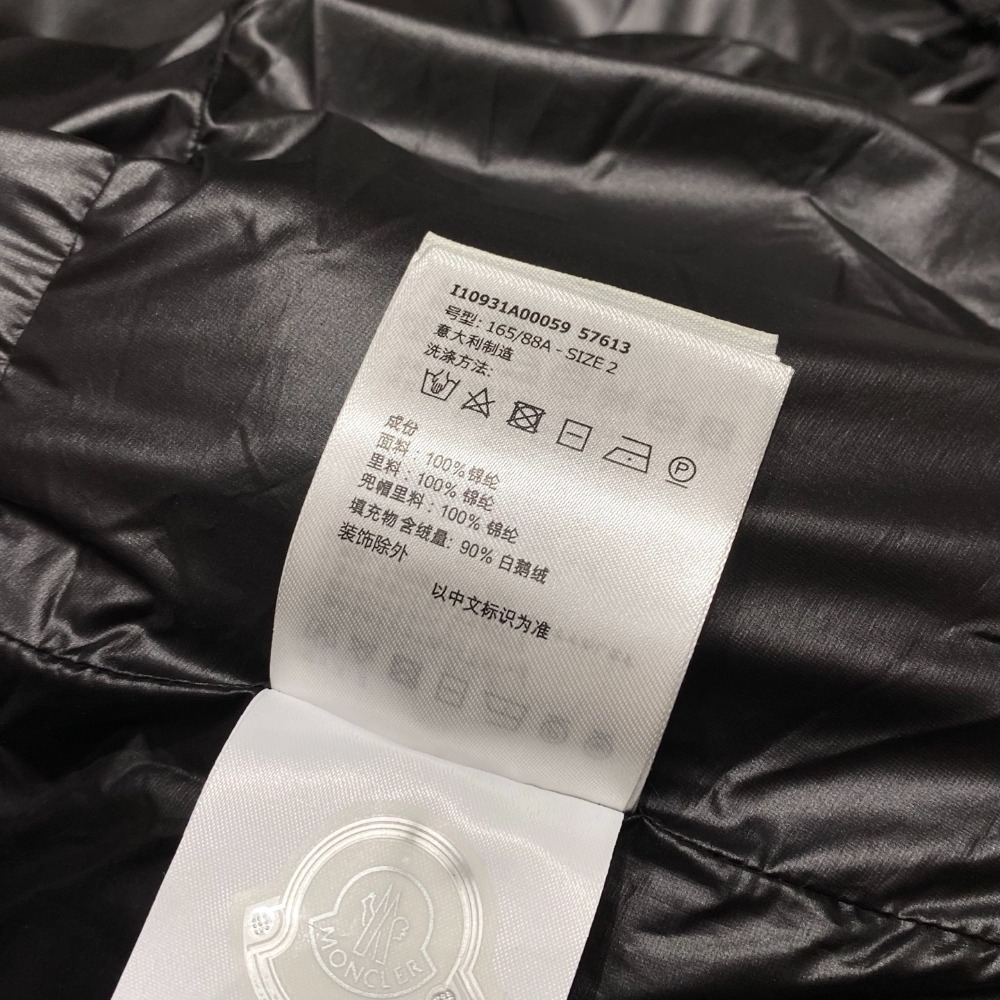 I10931A00059 57613
号型: 165/88A - SIZE 2
意大利制造
洗涤方法:
P
成份
面料 : 100% 锦纶
里料 : 100% 锦纶
兜帽里料 : 100% 锦纶
填充物 含绒量: 90% 白鹅绒
装饰除外
以中文标识为准
MONCLER